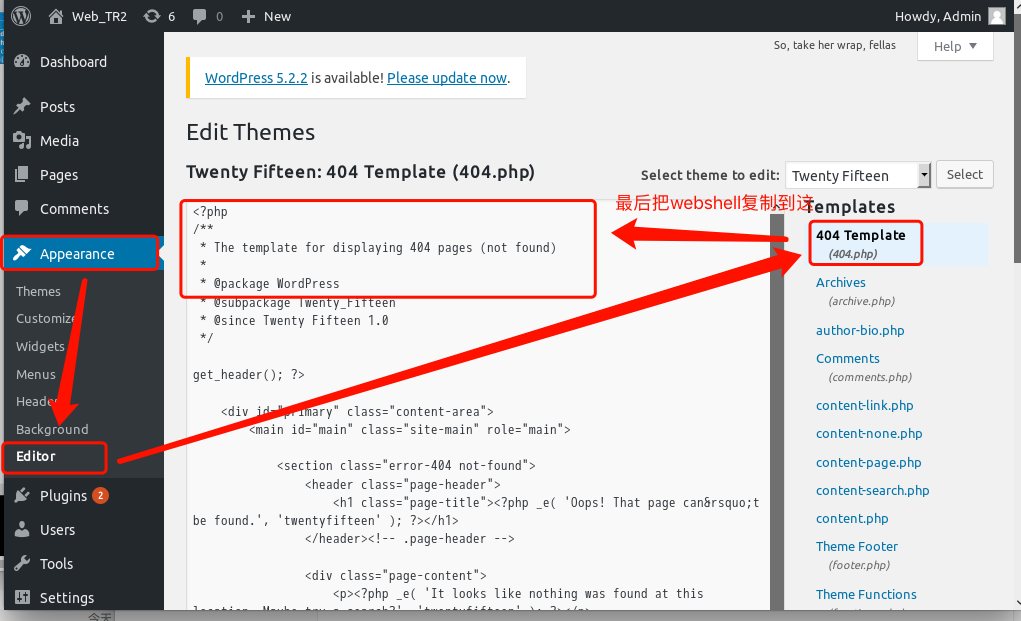 Web_TR2 6 0 New Howdy, Admin
Dashboard
Posts
Media
Pages
Comments
Appearance
Themes
Customize
Widgets
Menus
Header
Background
Editor
Plugins 2
Users
Tools
Settings
So, take her wrap, fellas
Help
WordPress 5.2.2 is available! Please update now.
Edit Themes
Twenty Fifteen: 404 Template (404.php)
Select theme to edit: Twenty Fifteen Select
最后把webshell复制到这
<?php
/**
 * The template for displaying 404 pages (not found)
 *
 * @package WordPress
 * @subpackage Twenty_Fifteen
 * @since Twenty Fifteen 1.0
 */
get_header(); ?>
<div id="primary" class="content-area">
<main id="main" class="site-main" role="main">
<section class="error-404 not-found">
<header class="page-header">
<h1 class="page-title"><?php _e( 'Oops! That page can&rsquo;t
be found.', 'twentyfifteen' ); ?></h1>
</header><!-- .page-header -->
<div class="page-content">
<p><?php _e( 'It looks like nothing was found at this
location. Maybe try a search?', 'twentyfifteen' ); ?></p>
Templates
404 Template
(404.php)
Archives
(archive.php)
author-bio.php
Comments
(comments.php)
content-link.php
content-none.php
content-page.php
content-search.php
content.php
Theme Footer
(footer.php)
Theme Functions
今天